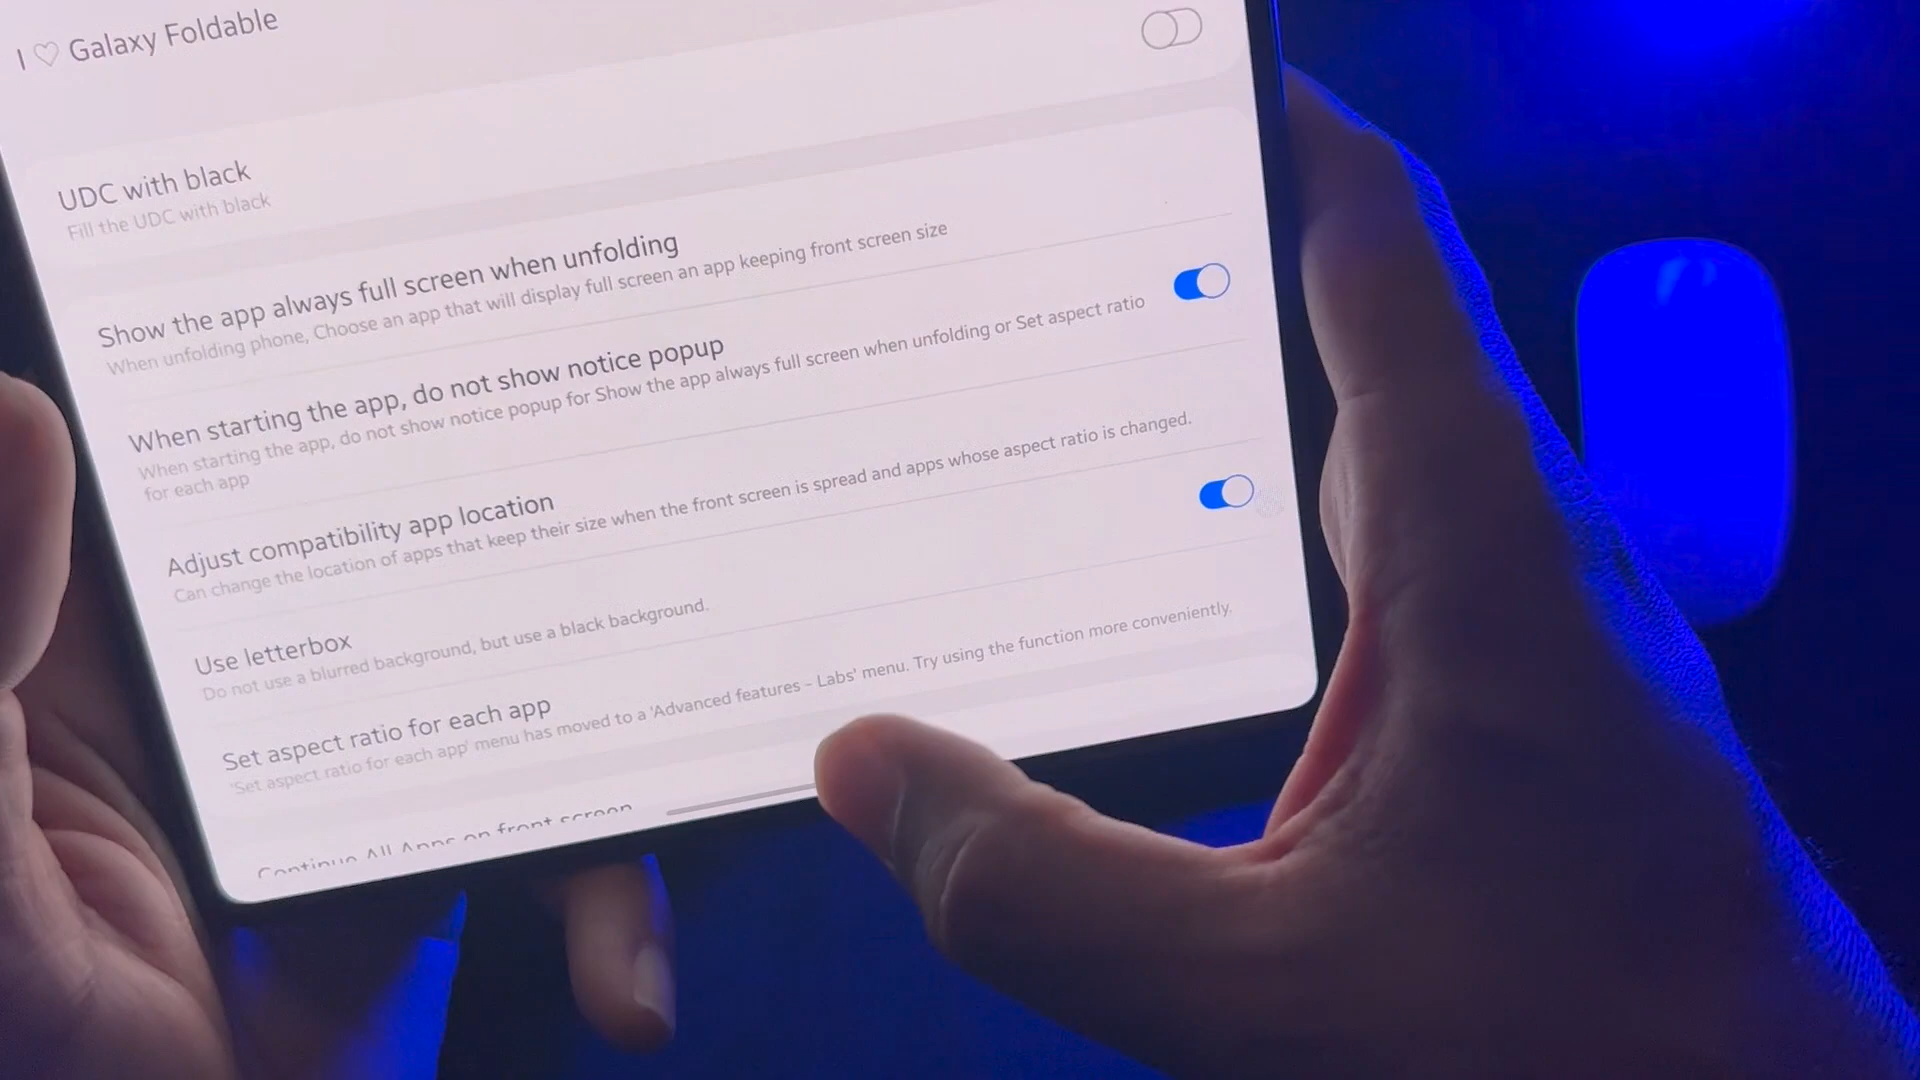 I ♡ Galaxy Foldable
UDC with black
Fill the UDC with black
Show the app always full screen when unfolding
When unfolding phone, Choose an app that will display full screen an app keeping front screen size
When starting the app, do not show notice popup
When starting the app, do not show notice popup for Show the app always full screen when unfolding or Set aspect ratio
for each app
Adjust compatibility app location
Can change the location of apps that keep their size when the front screen is spread and apps whose aspect ratio is changed.
Use letterbox
Do not use a blurred background, but use a black background.
Set aspect ratio for each app
'Set aspect ratio for each app' menu has moved to a 'Advanced features - Labs' menu. Try using the function more conveniently.
Continue All Apps on front screen